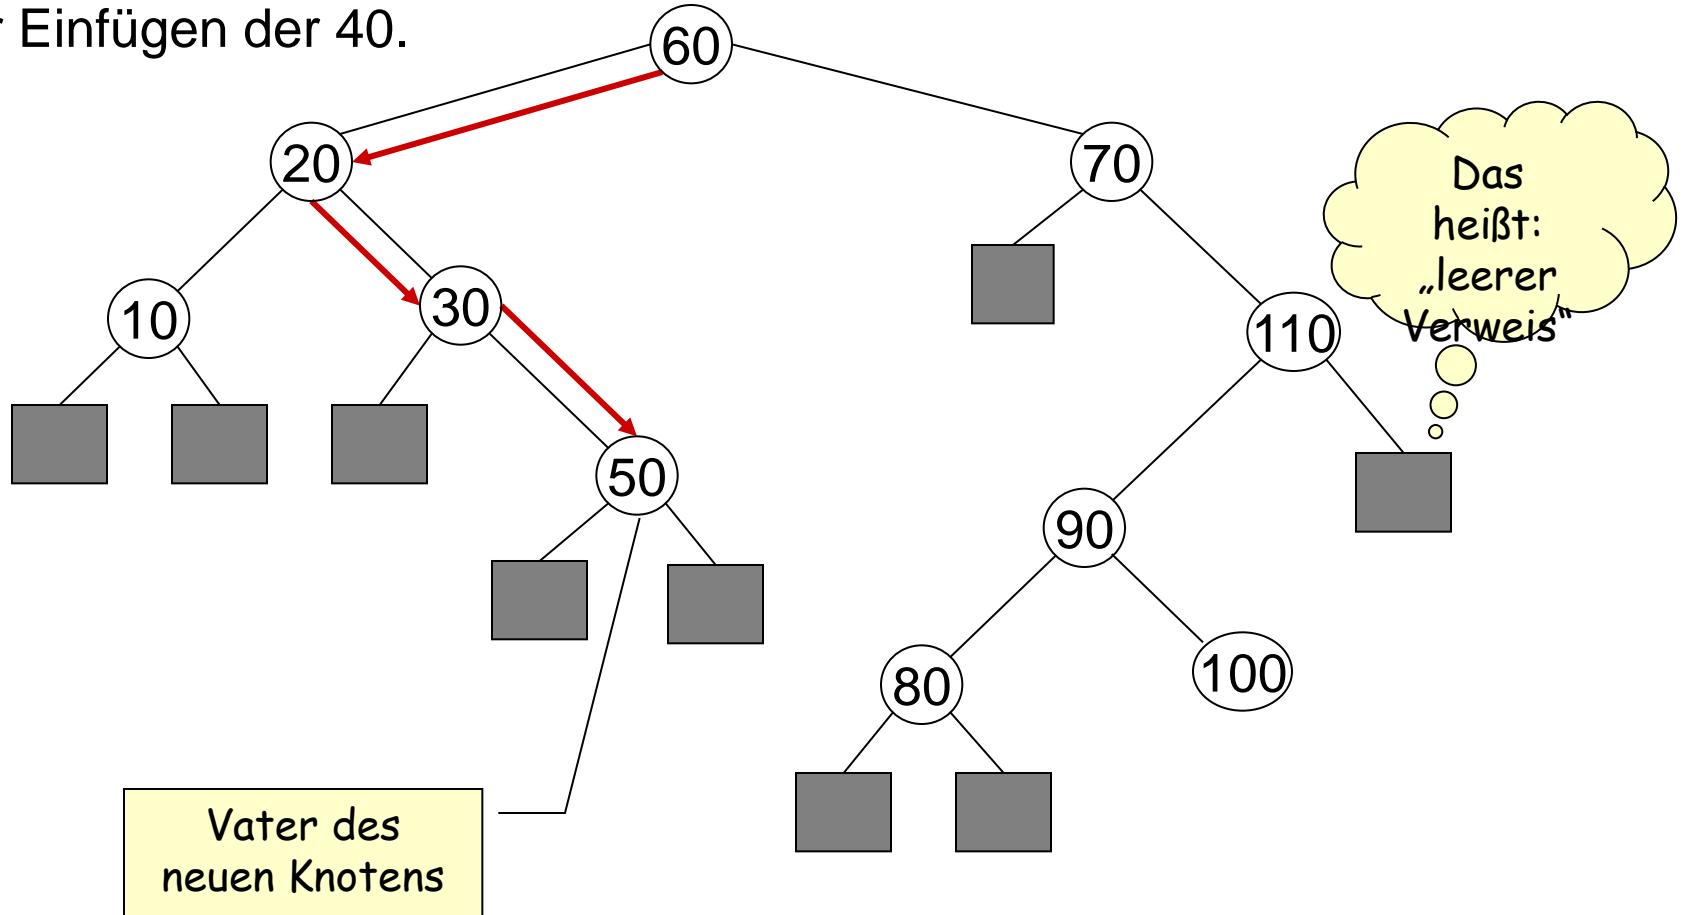 r Einfügen der 40.
60
20
70
Das
heißt:
„leerer
Verweis"
10
30
110
50
90
80
100
Vater des
neuen Knotens